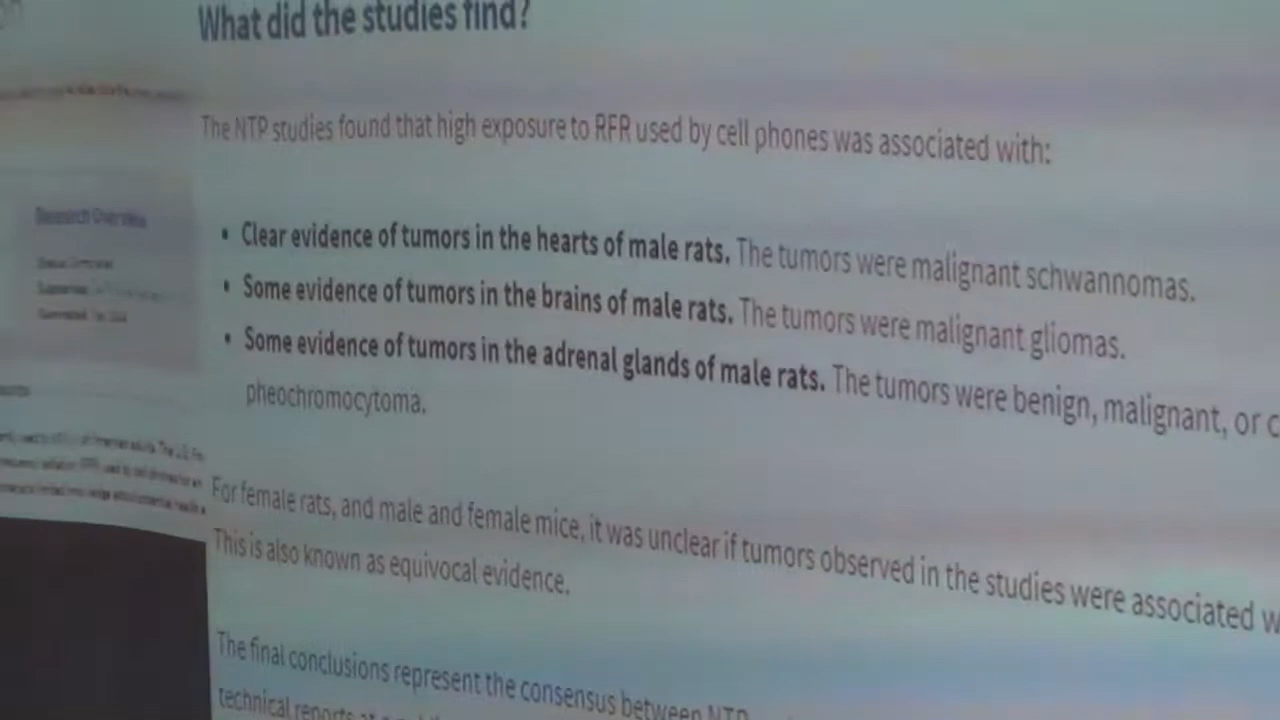 What did the studies find?
The NTP studies found that high exposure to RFR used by cell phones was associated with:
Research Overview
• Clear evidence of tumors in the hearts of male rats. The tumors were malignant schwannomas.
• Some evidence of tumors in the brains of male rats. The tumors were malignant gliomas.
• Some evidence of tumors in the adrenal glands of male rats. The tumors were benign, malignant, or
pheochromocytoma.
For female rats, and male and female mice, it was unclear if tumors observed in the studies were associated
This is also known as equivocal evidence.
The final conclusions represent the consensus between NTP
technical reports